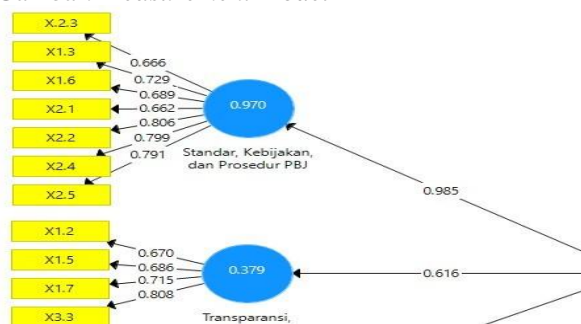 X.2.3
X1.3
X1.6
X2.1
X2.2
X2.4
X2.5
0.666
0.729
0.689
0.662
0.806
0.799
0.791
0.970
Standar, Kebijakan,
dan Prosedur PBJ
0.985
X1.2
X1.5
X1.7
X3.3
0.670
0.686
0.715
0.808
0.379
Transparansi,
0.616